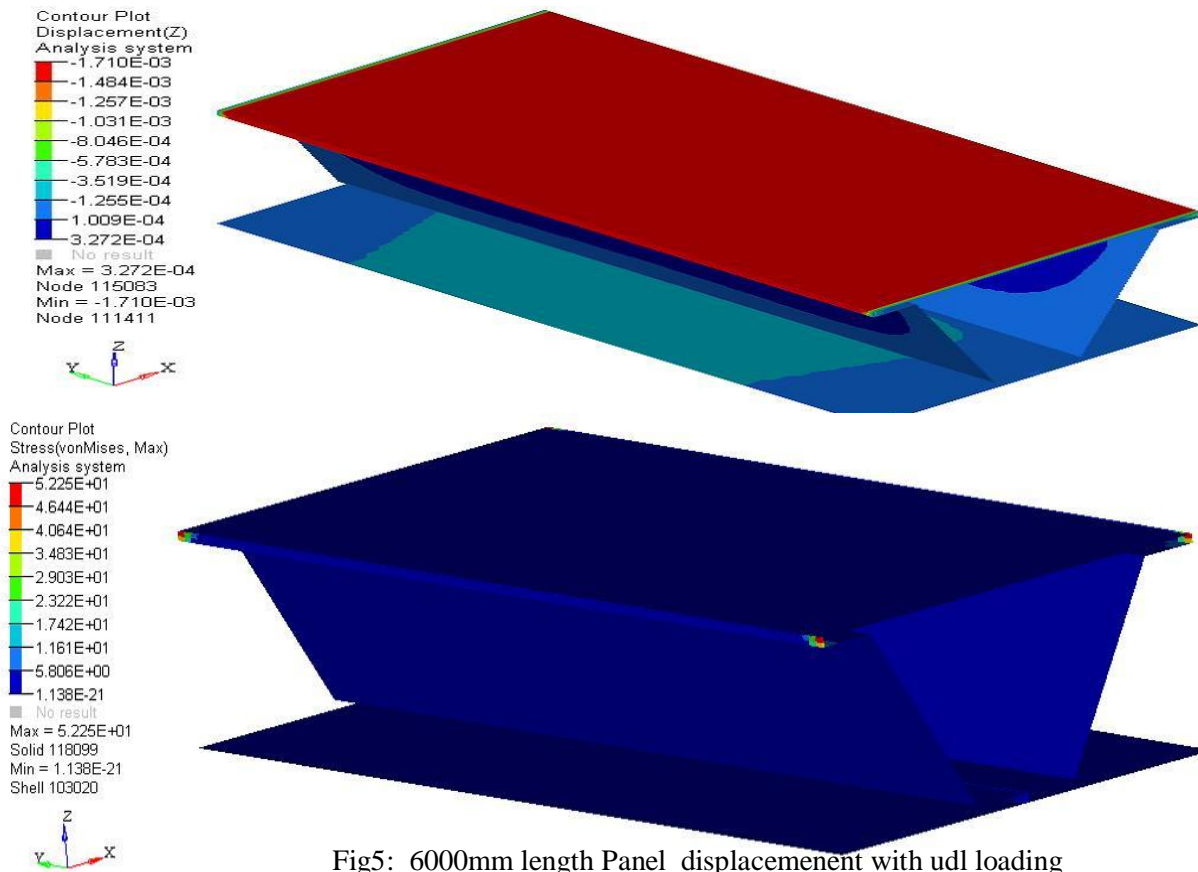 Contour Plot
Displacement(Z)
Analysis system
-1.710E-03
-1.484E-03
-1.257E-03
-1.031E-03
-8.046E-04
-5.783E-04
-3.519E-04
-1.255E-04
1.009E-04
3.272E-04
No result
Max = 3.272E-04
Node 115083
Min = -1.710E-03
Node 111411
Z
Y
X
Contour Plot
Stress(vonMises, Max)
Analysis system
5.225E+01
4.644E+01
4.064E+01
3.483E+01
2.903E+01
2.322E+01
1.742E+01
1.161E+01
5.806E+00
1.138E-21
No result
Max = 5.225E+01
Solid 118099
Min = 1.138E-21
Shell 103020
Z
Y
X
Fig5: 6000mm length Panel displacemenent with udl loading